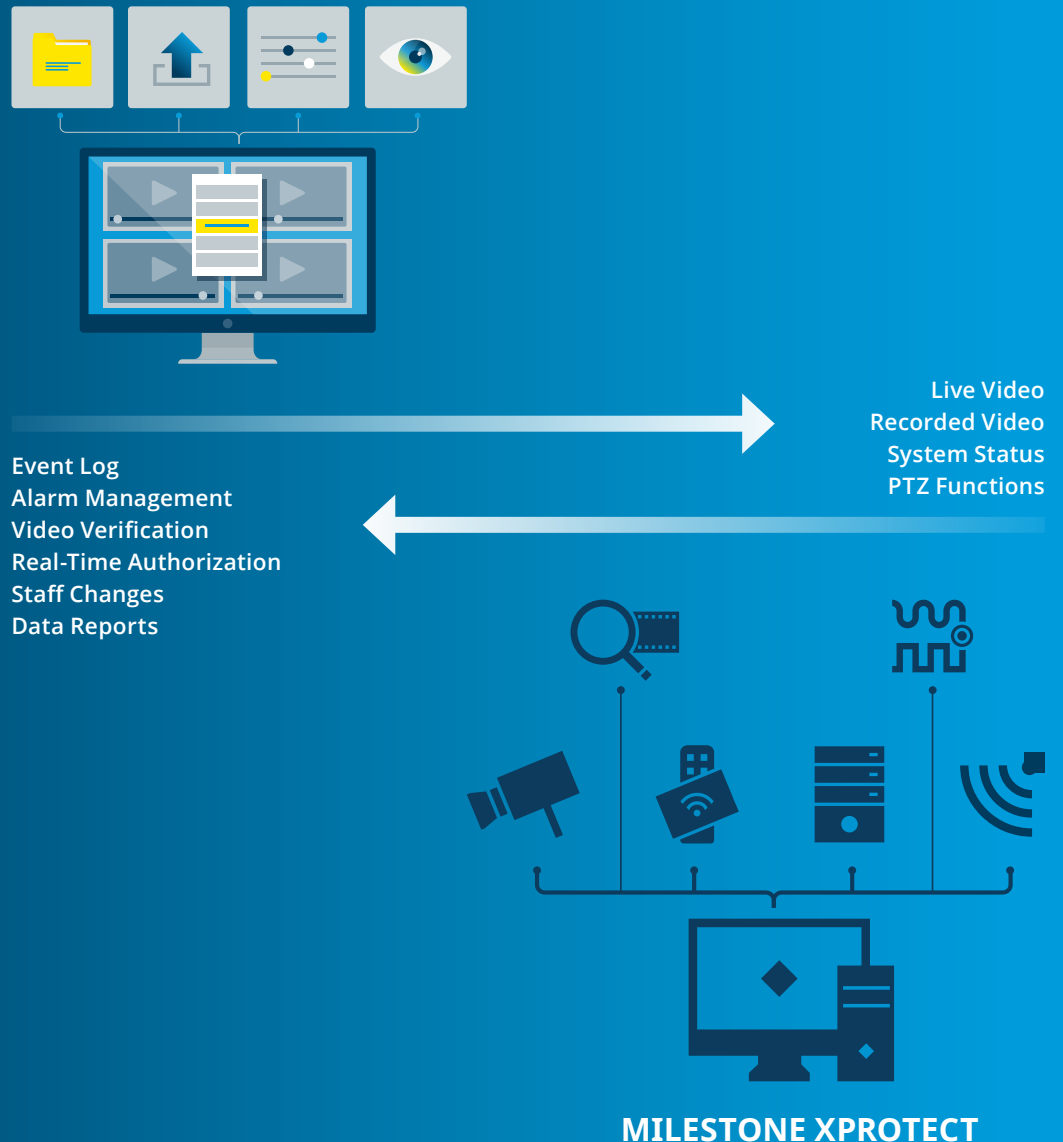 Live Video
Recorded Video
System Status
PTZ Functions
Event Log
Alarm Management
Video Verification
Real-Time Authorization
Staff Changes
Data Reports
MILESTONE XPROTECT